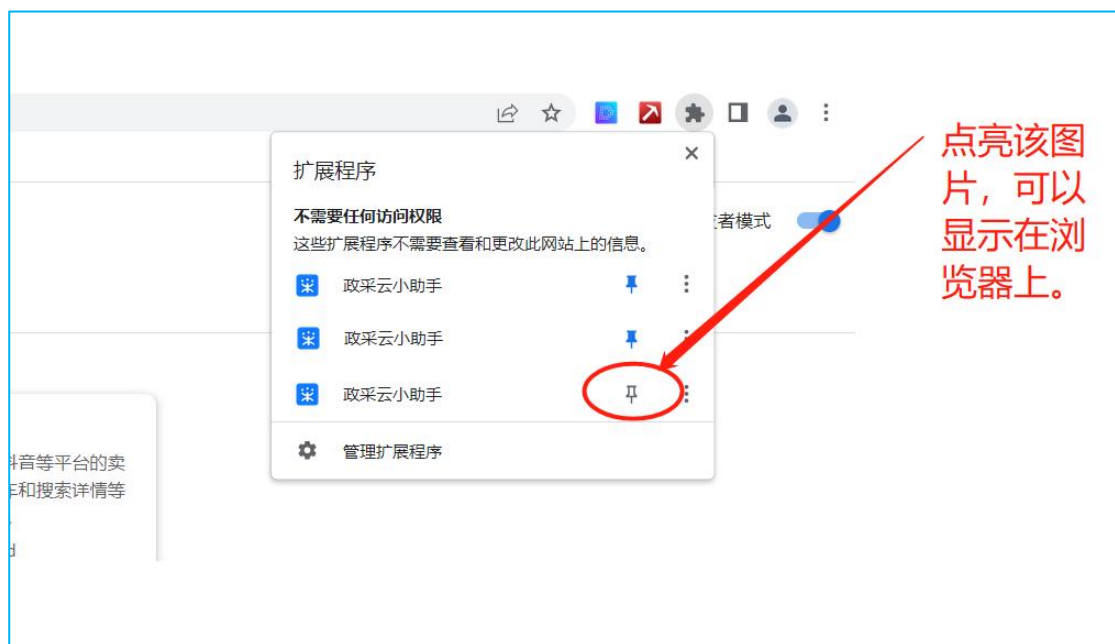 扩展程序
不需要任何访问权限
这些扩展程序不需要查看和更改此网站上的信息。
政采云小助手
政采云小助手
政采云小助手
管理扩展程序
者模式
点亮该图
片，可以
显示在浏
览器上。
音等平台的卖
和搜索详情等